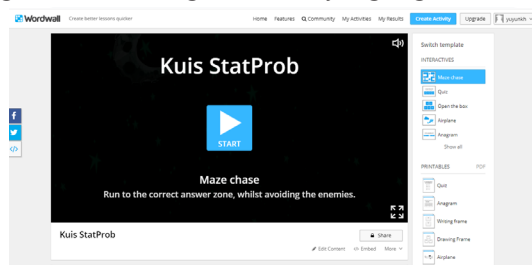 Wordwall
Create better lessons quicker
Home Features Community My Activities My Results
Create Activity
Upgrade
yuyunkh
Kuis StatProb
START
Maze chase
Run to the correct answer zone, whilst avoiding the enemies.
Kuis StatProb
Share
Edit Content Embed More
Switch template
INTERACTIVES
Maze chase
Quiz
Open the box
Airplane
Anagram
Show all
PRINTABLES PDF
Quiz
Anagram
Writing frame
Drawing Frame
Airplane